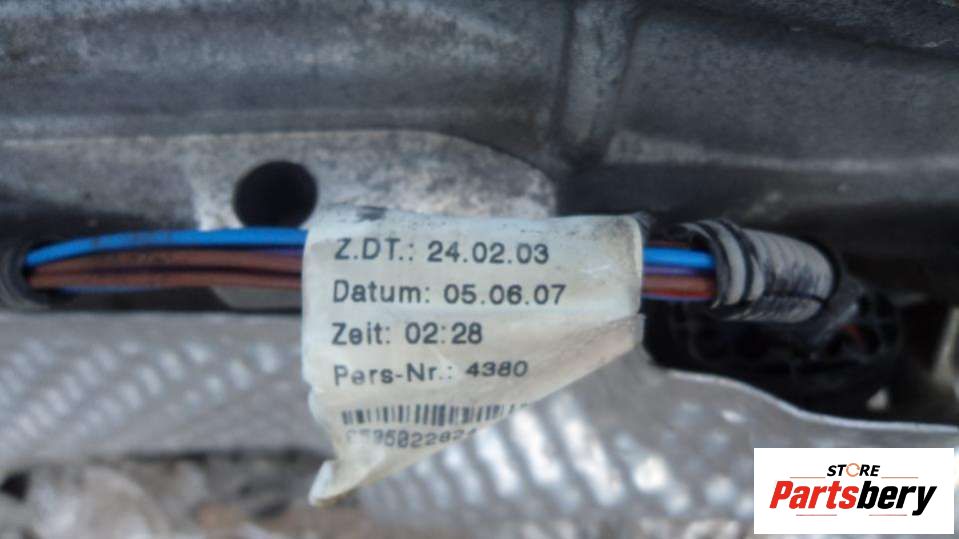 Z.DT.: 24.02.03
Datum: 05.06.07
Zeit: 02:28
Pers-Nr.: 4380
STORE
Partsbery